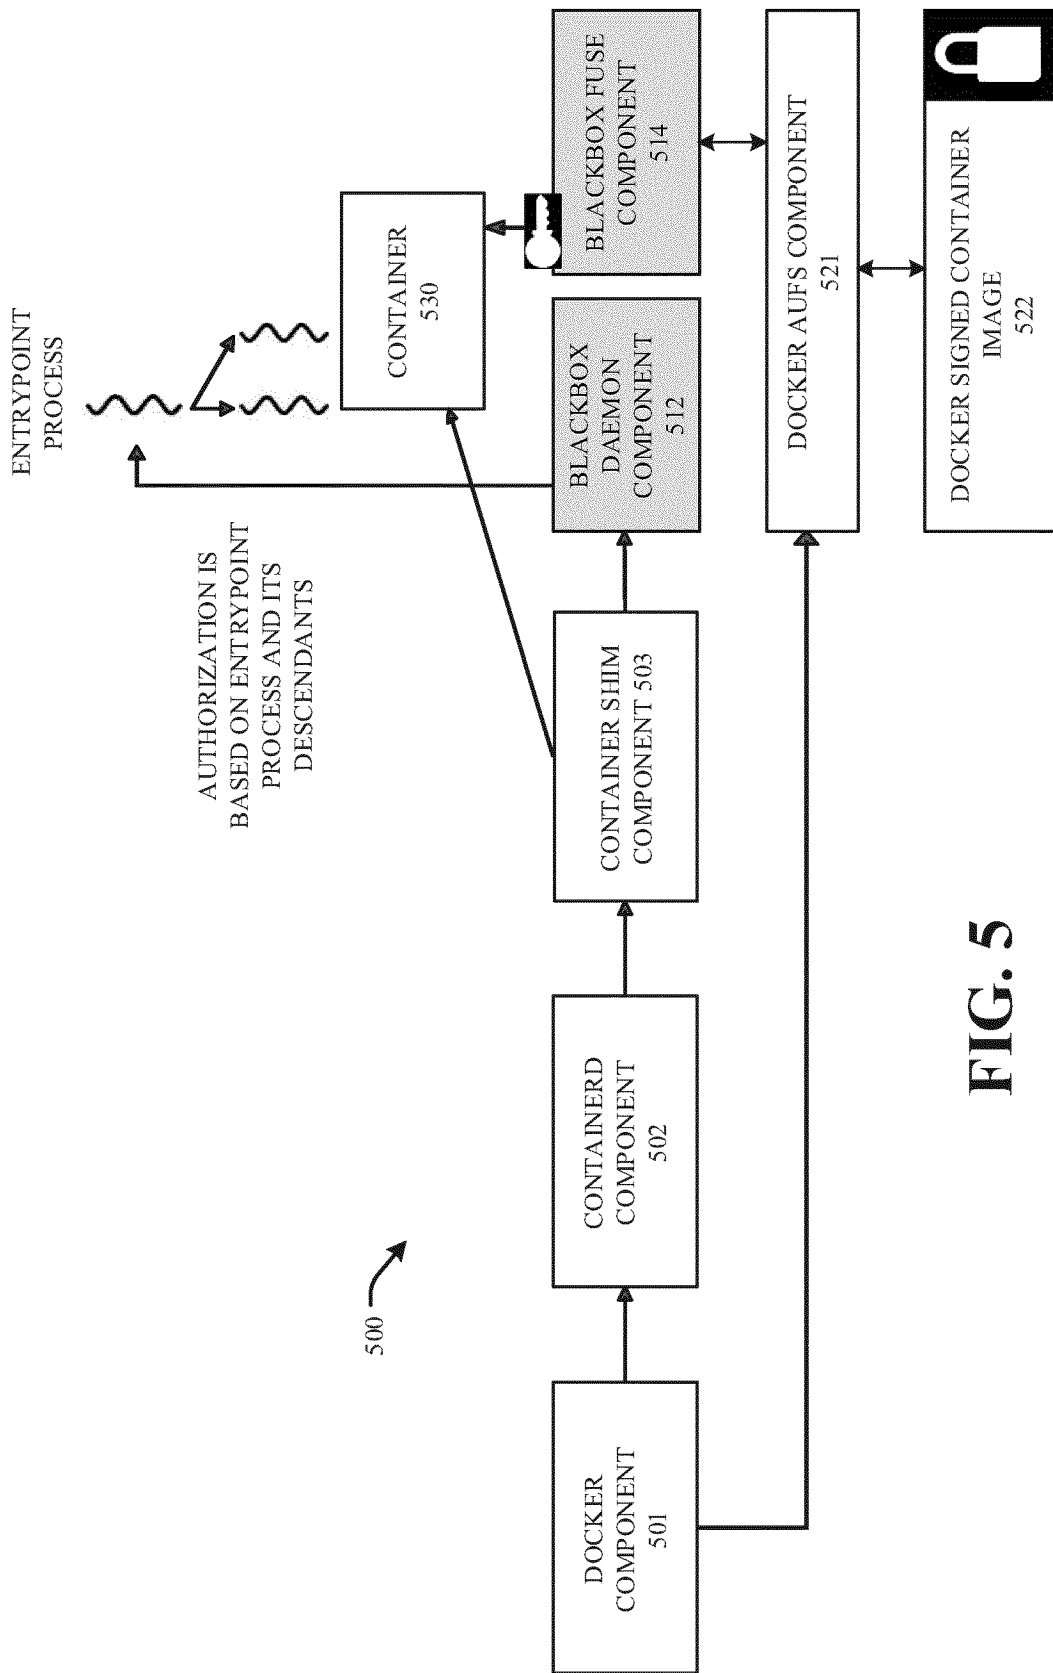 ENTRYPOINT
PROCESS
AUTHORIZATION IS
BASED ON ENTRYPOINT
PROCESS AND ITS
DESCENDANTS
500
CONTAINER
530
DOCKER
COMPONENT
501
CONTAINERD
COMPONENT
502
CONTAINER SHIM
COMPONENT 503
BLACKBOX
DAEMON
COMPONENT
512
BLACKBOX FUSE
COMPONENT
514
DOCKER AUFS COMPONENT
521
DOCKER SIGNED CONTAINER
IMAGE
522
FIG. 5